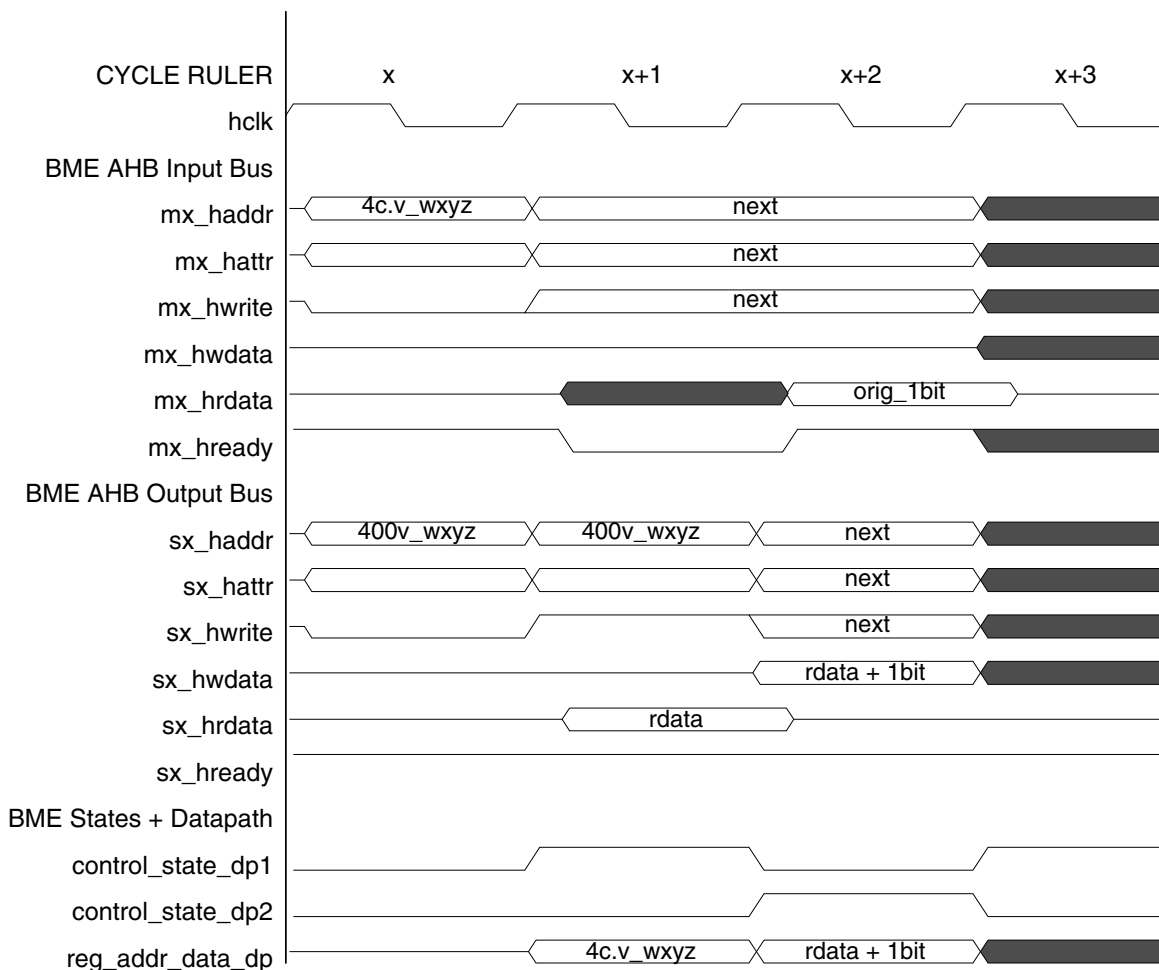 CYCLE RULER x x+1 x+2 x+3
hclk
BME AHB Input Bus
mx_haddr 4c.v_wxyz next
mx_hattr next
mx_hwrite next
mx_hwdata
mx_hrdata orig_1bit
mx_hready
BME AHB Output Bus
sx_haddr 400v_wxyz 400v_wxyz next
sx_hattr next
sx_hwrite next
sx_hwdata rdata + 1bit
sx_hrdata rdata
sx_hready
BME States + Datapath
control_state_dp1
control_state_dp2
reg_addr_data_dp 4c.v_wxyz rdata + 1bit